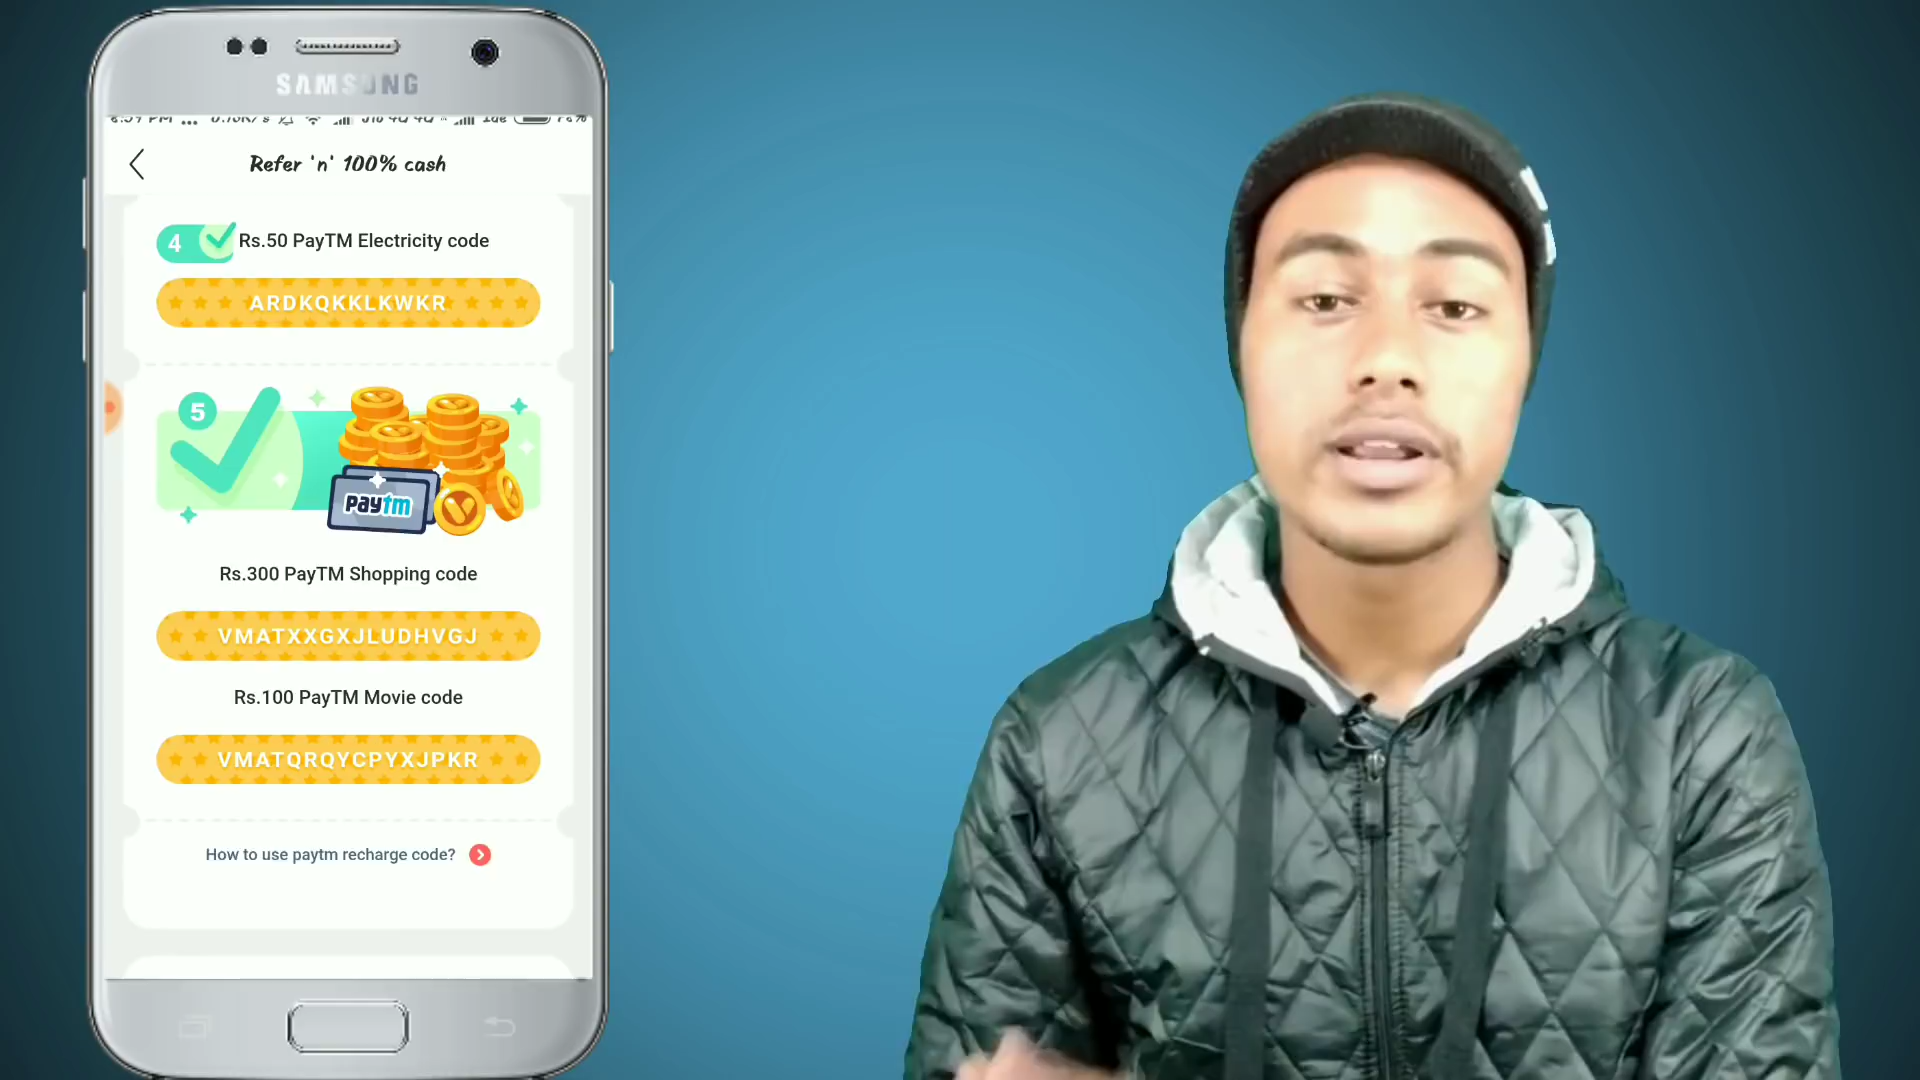 SAMSUNG
Refer 'n' 100% cash
4 Rs.50 PayTM Electricity code
ARDKQKKLKWKR
5
paytm
Rs.300 PayTM Shopping code
VMATXXGXJLUDHVGJ
Rs.100 PayTM Movie code
VMATQRQYCPYXJPKR
How to use paytm recharge code?